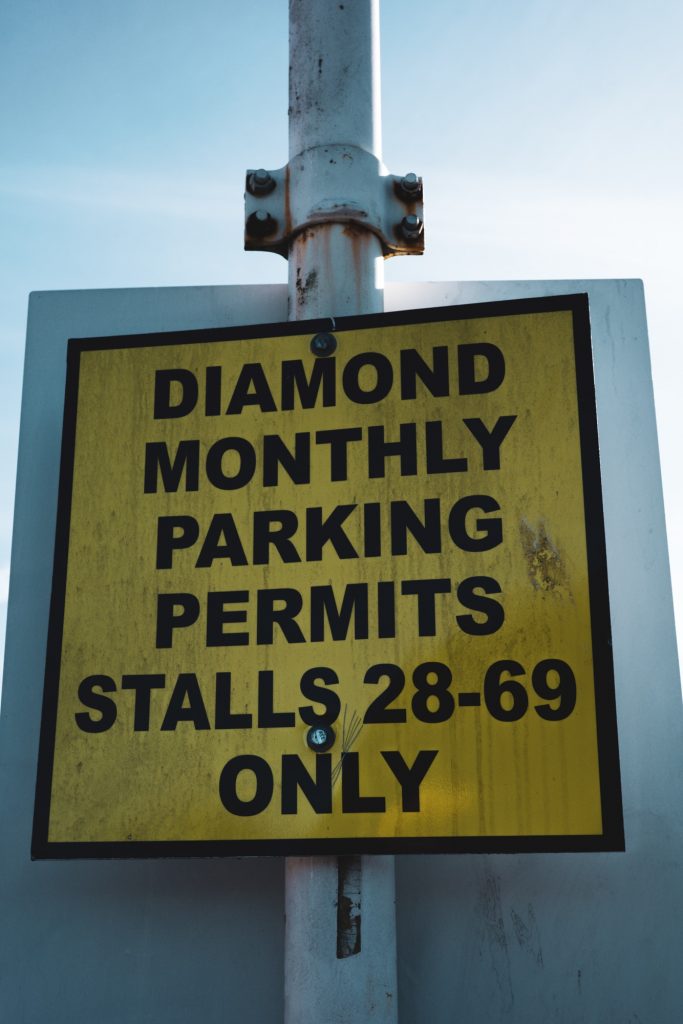 DIAMOND
MONTHLY
PARKING
PERMITS
STALLS 28-69
ONLY